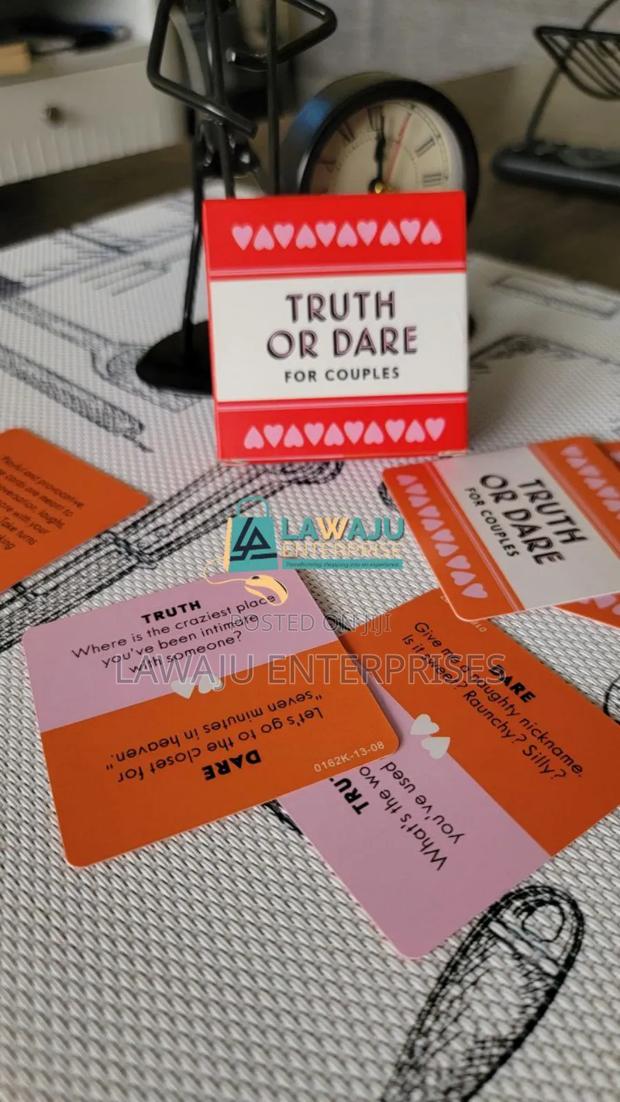 TRUTH
OR DARE
FOR COUPLES
TRUTH
OR DARE
FOR COUPLES
LAWAJU
ENTERPRISE
POSTED ON JIJI
LAWAJU ENTERPRISES
TRUTH
Where is the craziest place
you've been intimate
with someone?
DARE
Let's go to the closet for
"seven minutes in heaven."
0162K-13-08
DARE
Give me a naughty nickname.
Is it sweet? Raunchy? Silly?
What's the
you've used